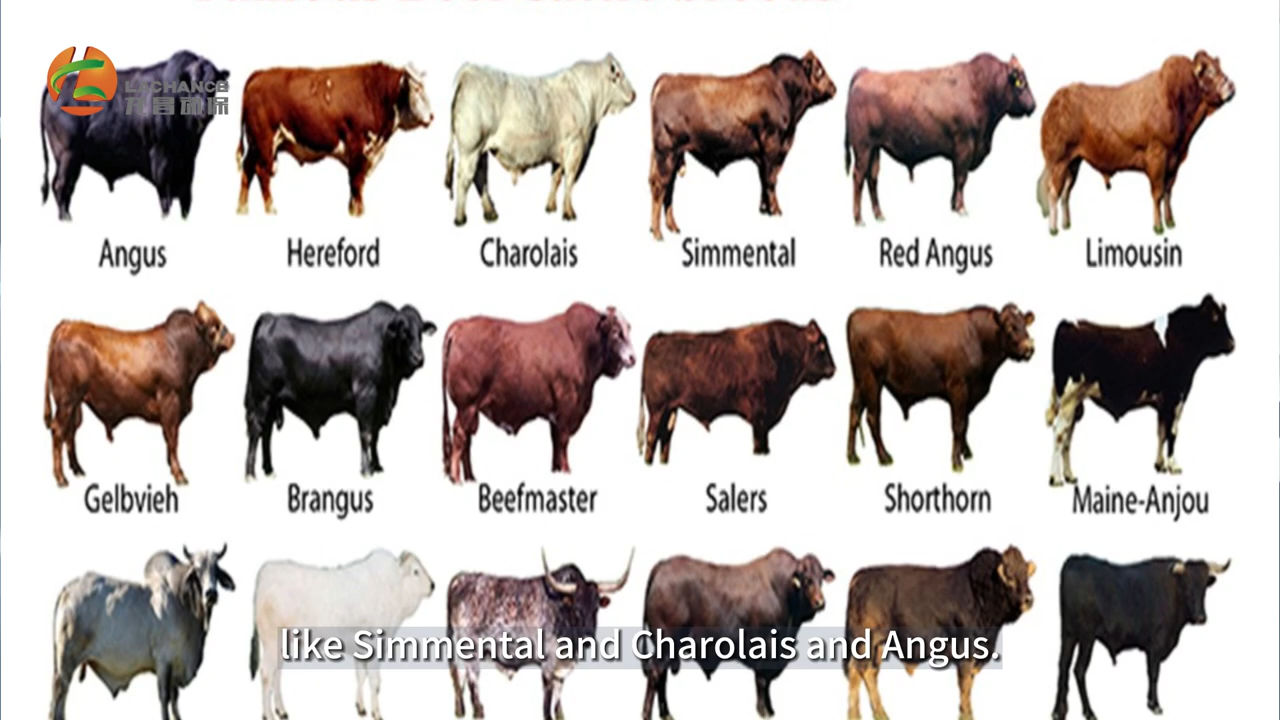 LXCHANCE
Angus
Hereford
Charolais
Simmental
Red Angus
Limousin
Gelbvieh
Brangus
Beefmaster
Salers
Shorthorn
Maine-Anjou
like Simmental and Charolais and Angus.